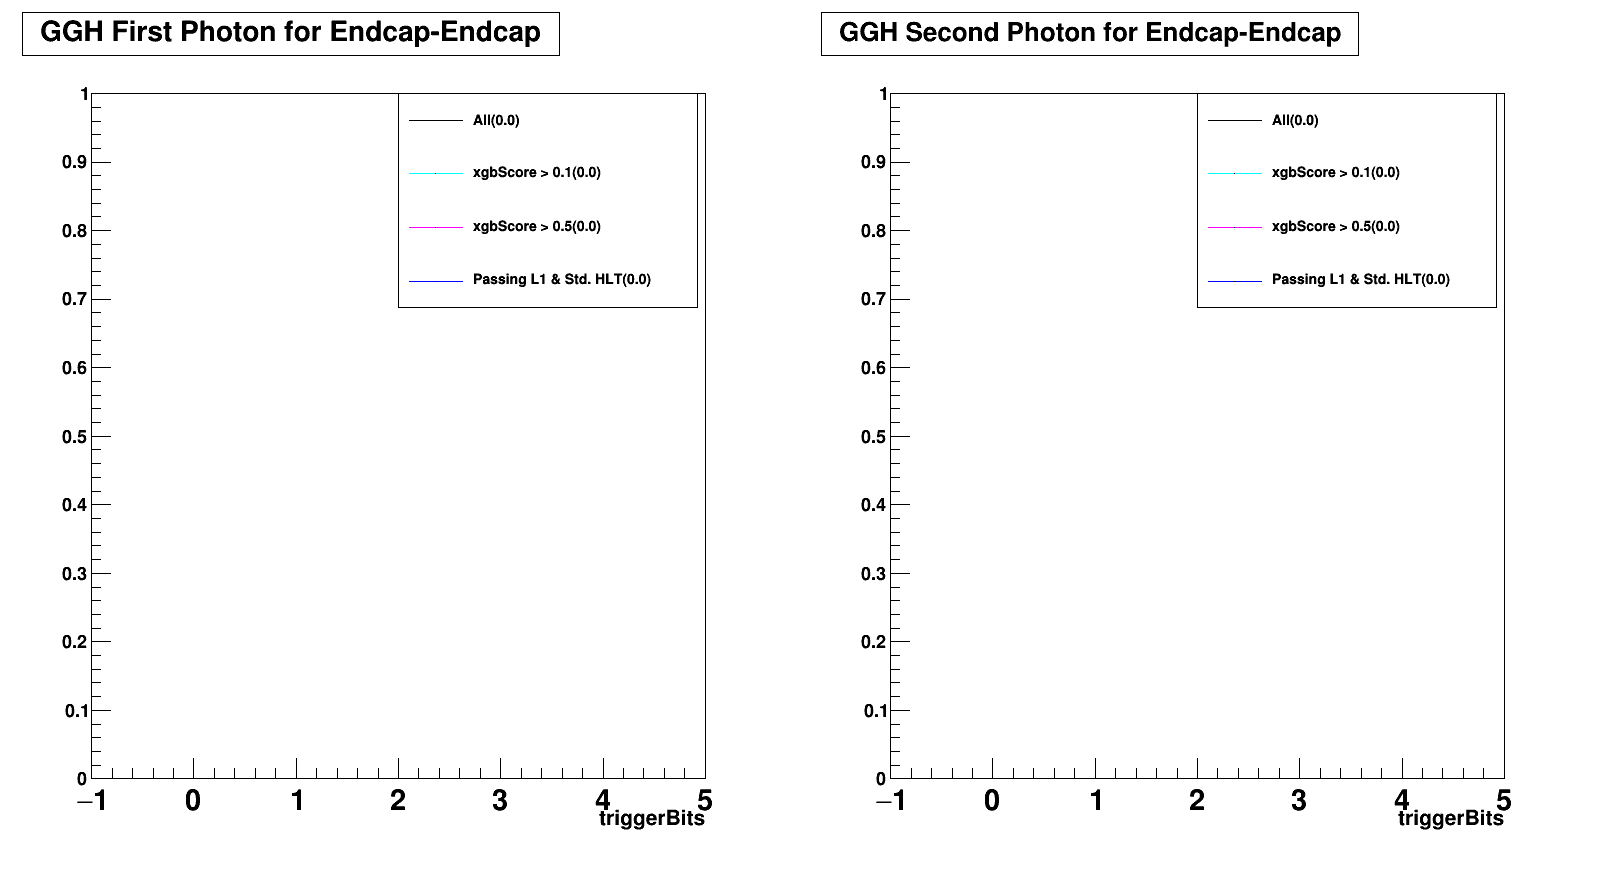 GGH First Photon for Endcap-Endcap
1
0.9
0.8
0.7
0.6
0.5
0.4
0.3
0.2
0.1
0
All(0.0)
xgbScore > 0.1(0.0)
xgbScore > 0.5(0.0)
Passing L1 & Std. HLT(0.0)
−1 0 1 2 3 4 5
triggerBits
GGH Second Photon for Endcap-Endcap
1
0.9
0.8
0.7
0.6
0.5
0.4
0.3
0.2
0.1
0
All(0.0)
xgbScore > 0.1(0.0)
xgbScore > 0.5(0.0)
Passing L1 & Std. HLT(0.0)
−1 0 1 2 3 4 5
triggerBits